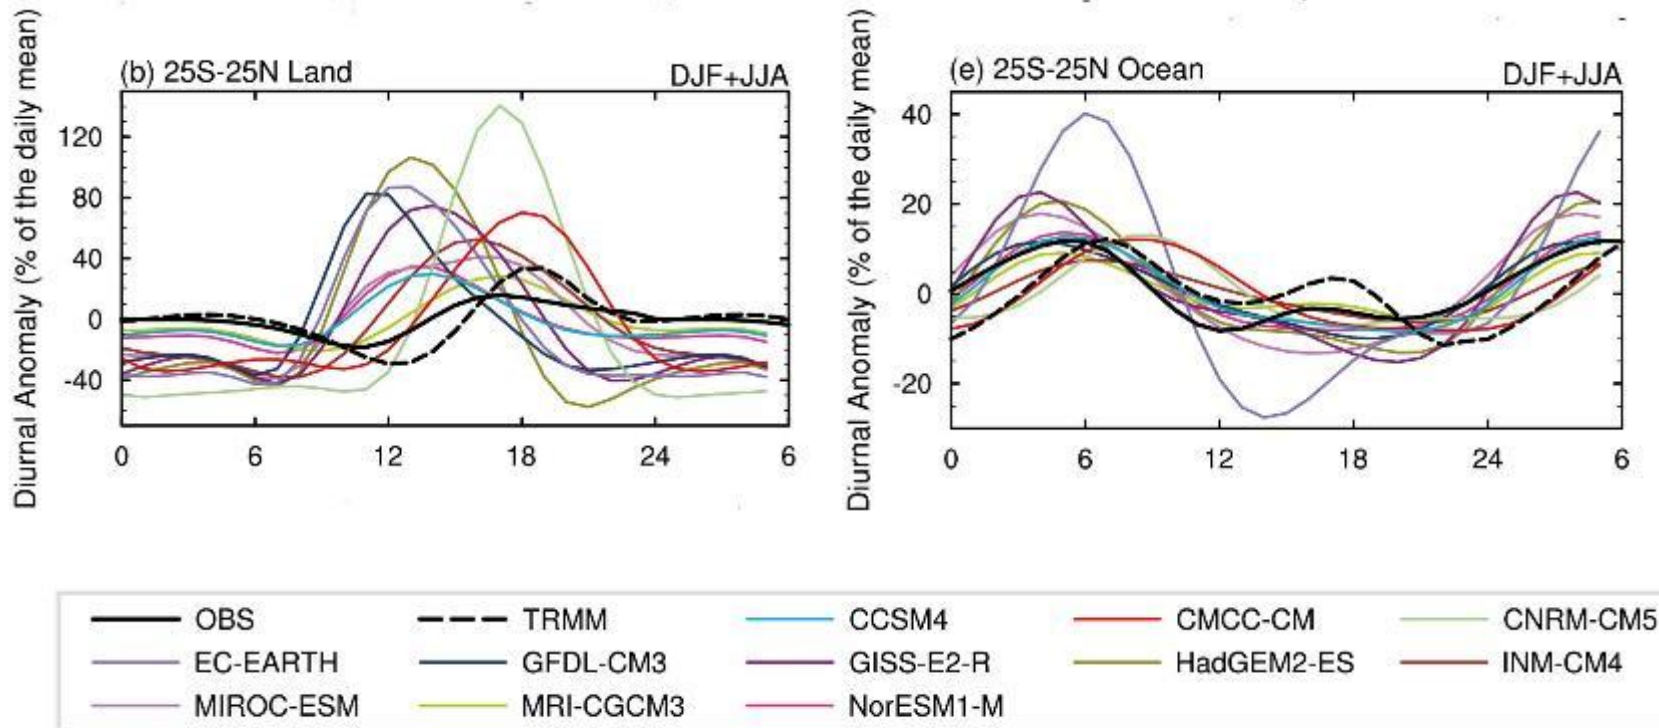 (b) 25S-25N Land DJF+JJA
Diurnal Anomaly (% of the daily mean)
120
80
40
0
-40
0 6 12 18 24 6
(e) 25S-25N Ocean DJF+JJA
Diurnal Anomaly (% of the daily mean)
40
20
0
-20
0 6 12 18 24 6
OBS TRMM CCSM4 CMCC-CM CNRM-CM5
EC-EARTH GFDL-CM3 GISS-E2-R HadGEM2-ES INM-CM4
MIROC-ESM MRI-CGCM3 NorESM1-M